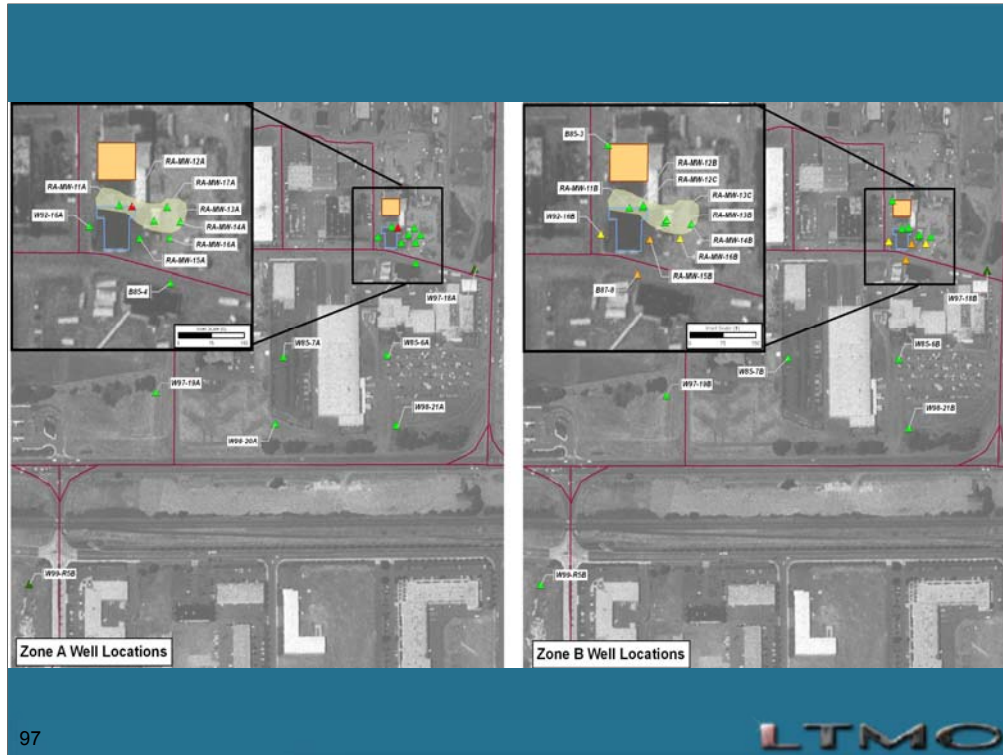 RA-MW-12A
RA-MW-17A
RA-MW-11A
RA-MW-13A
W92-16A
RA-MW-14A
RA-MW-16A
RA-MW-15A
B85-4
W97-18A
W85-7A
W85-6A
W97-19A
W98-21A
W98-20A
W99-R5B
Zone A Well Locations
B85-3
RA-MW-12B
RA-MW-12C
RA-MW-11B
RA-MW-13C
RA-MW-13B
W92-16B
RA-MW-14B
RA-MW-16B
RA-MW-15B
B87-8
W97-18B
W85-7B
W85-6B
W97-19B
W98-21B
W99-R5B
Zone B Well Locations
97
LTMO